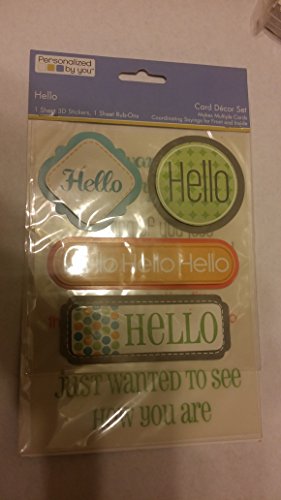 Personalized
by you™
Hello
Card Décor Set
1 Sheet 3D Stickers, 1 Sheet Rub-Ons
Makes Multiple Cards
Coordinating Sayings for Front and Inside
Hello
Hello
Hello Hello Hello
HELLO
JUST WANTED TO SEE
HOW YOU ARE